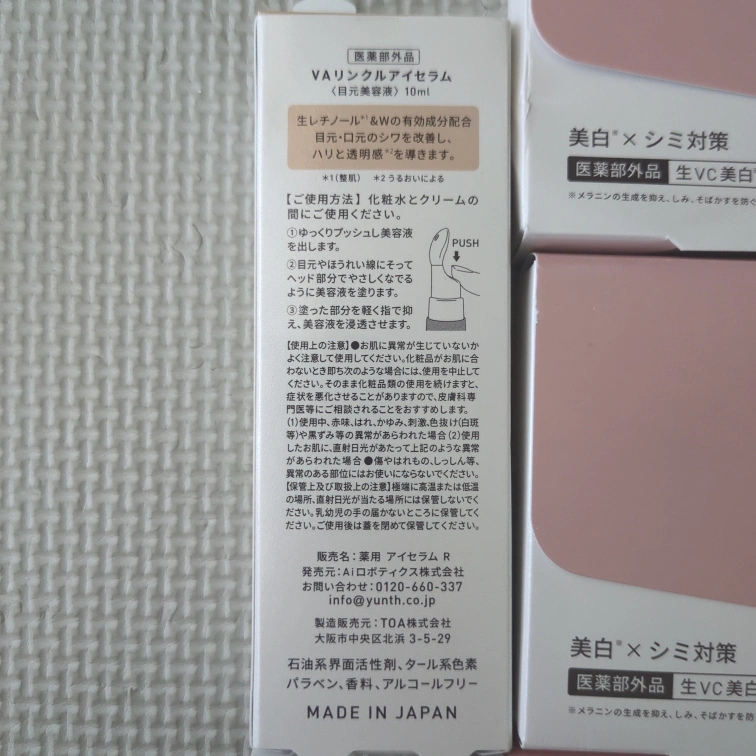 医薬部外品
VAリンクルアイセラム
〈目元美容液〉10ml
生レチノール*¹&Wの有効成分配合
目元・口元のシワを改善し、
ハリと透明感*²を導きます。
*1(整肌) *2 うるおいによる
【ご使用方法】化粧水とクリームの
間にご使用ください。
①ゆっくりプッシュし美容液
を出します。
②目元やほうれい線にそって
ヘッド部分でやさしくなでる
ように美容液を塗ります。
③塗った部分を軽く指で抑
え、美容液を浸透させます。
PUSH
【使用上の注意】●お肌に異常が生じていないか
よく注意して使用してください。化粧品がお肌に合
わないとき即ち次のような場合には、使用を中止して
ください。そのまま化粧品類の使用を続けますと、
症状を悪化させることがありますので、皮膚科専
門医等にご相談されることをおすすめします。
(1)使用中、赤味、はれ、かゆみ、刺激、色抜け(白斑
等)や黒ずみ等の異常があらわれた場合(2)使用
したお肌に、直射日光があたって上記のような異常
があらわれた場合●傷やはれもの、しっしん等、
異常のある部位にはお使いにならないでください。
【保管上及び取扱上の注意】極端に高温または低温
の場所、直射日光が当たる場所には保管しないでく
ださい。乳幼児の手の届かないところに保管してく
ださい。ご使用後は蓋を閉めて保管してください。
販売名:薬用 アイセラム R
発売元:Aiロボティクス株式会社
お問い合わせ:0120-660-337
info@yunth.co.jp
製造販売元:TOA株式会社
大阪市中央区北浜 3-5-29
石油系界面活性剤、タール系色素
パラベン、香料、アルコールフリー
MADE IN JAPAN
美白※×シミ対策
医薬部外品 生VC美白
※メラニンの生成を抑え、しみ、そばかすを防ぐ
美白※×シミ対策
医薬部外品 生VC美白
※メラニンの生成を抑え、しみ、そばかすを防